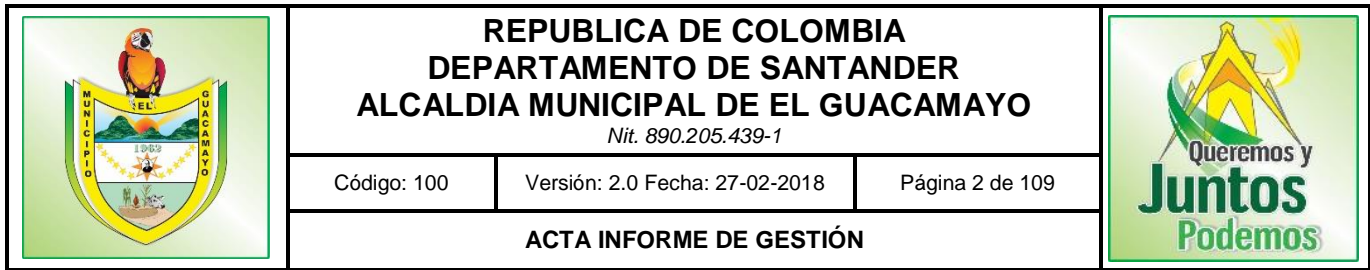 EL
MUNICIPIO
GUACAMAYO
1963
REPUBLICA DE COLOMBIA
DEPARTAMENTO DE SANTANDER
ALCALDIA MUNICIPAL DE EL GUACAMAYO
Nit. 890.205.439-1
Código: 100
Versión: 2.0 Fecha: 27-02-2018
Página 2 de 109
ACTA INFORME DE GESTIÓN
Queremos y
Juntos
Podemos